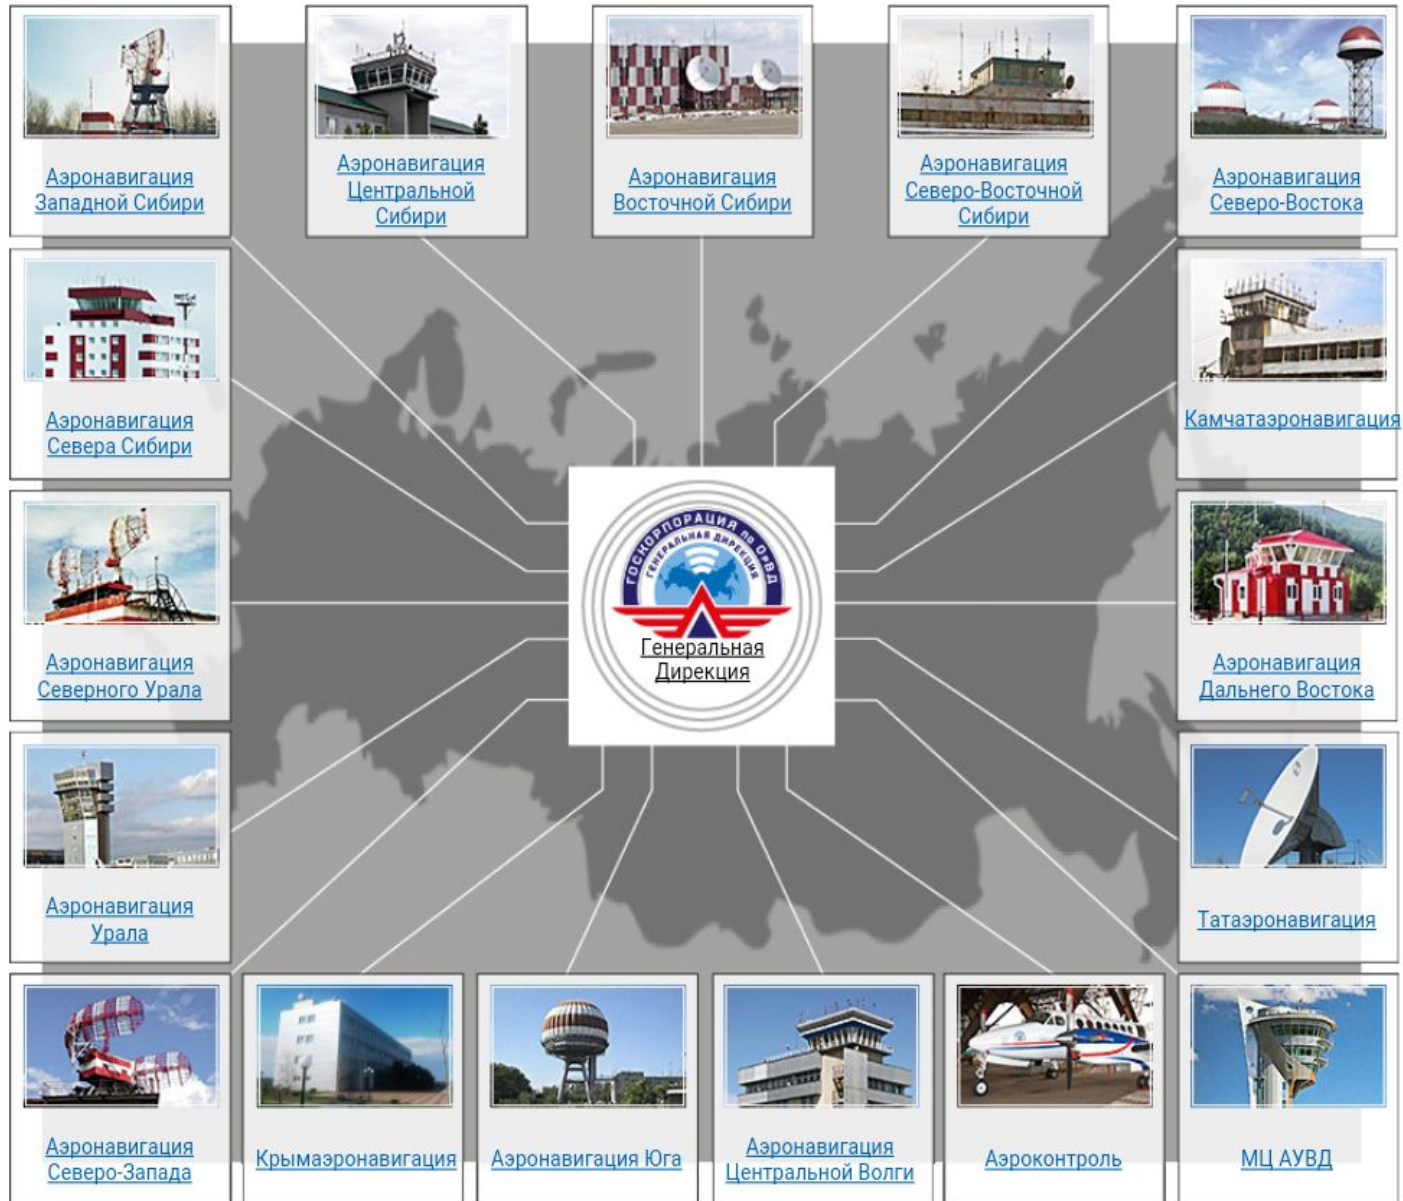 Аэронавигация
Западной Сибири
Аэронавигация
Центральной
Сибири
Аэронавигация
Восточной Сибири
Аэронавигация
Северо-Восточной
Сибири
Аэронавигация
Северо-Востока
Аэронавигация
Севера Сибири
Камчатаэронавигация
ГОСКОРПОРАЦИЯ по ОрВД
ГЕНЕРАЛЬНАЯ ДИРЕКЦИЯ
Генеральная
Дирекция
Аэронавигация
Северного Урала
Аэронавигация
Дальнего Востока
Аэронавигация
Урала
Татаэронавигация
Аэронавигация
Северо-Запада
Крымаэронавигация
Аэронавигация Юга
Аэронавигация
Центральной Волги
Аэроконтроль
МЦ АУВД